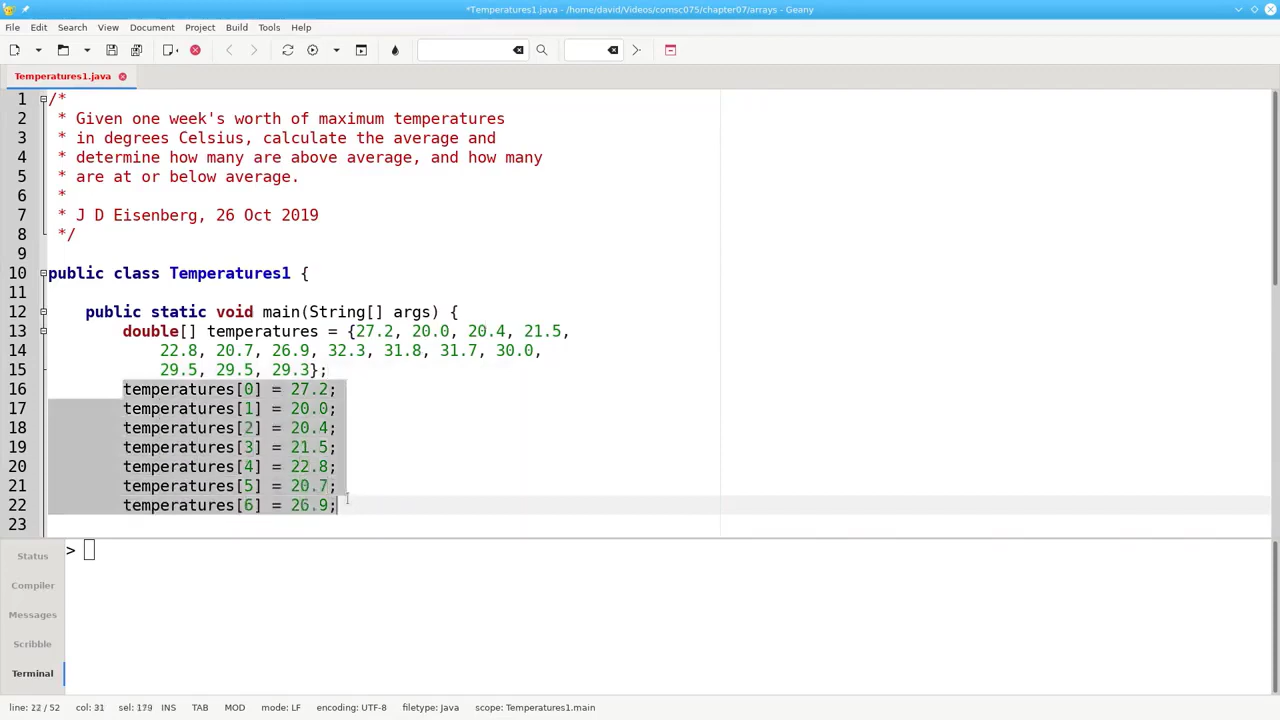 *Temperatures1.java - /home/david/Videos/comsc075/chapter07/arrays - Geany
File Edit Search View Document Project Build Tools Help
Temperatures1.java
1 /*
2 * Given one week's worth of maximum temperatures
3 * in degrees Celsius, calculate the average and
4 * determine how many are above average, and how many
5 * are at or below average.
6 *
7 * J D Eisenberg, 26 Oct 2019
8 */
9
10 public class Temperatures1 {
11
12 public static void main(String[] args) {
13 double[] temperatures = {27.2, 20.0, 20.4, 21.5,
14 22.8, 20.7, 26.9, 32.3, 31.8, 31.7, 30.0,
15 29.5, 29.5, 29.3};
16 temperatures[0] = 27.2;
17 temperatures[1] = 20.0;
18 temperatures[2] = 20.4;
19 temperatures[3] = 21.5;
20 temperatures[4] = 22.8;
21 temperatures[5] = 20.7;
22 temperatures[6] = 26.9;
23
Status
Compiler
Messages
Scribble
Terminal
>
line: 22 / 52 col: 31 sel: 179 INS TAB MOD mode: LF encoding: UTF-8 filetype: Java scope: Temperatures1.main